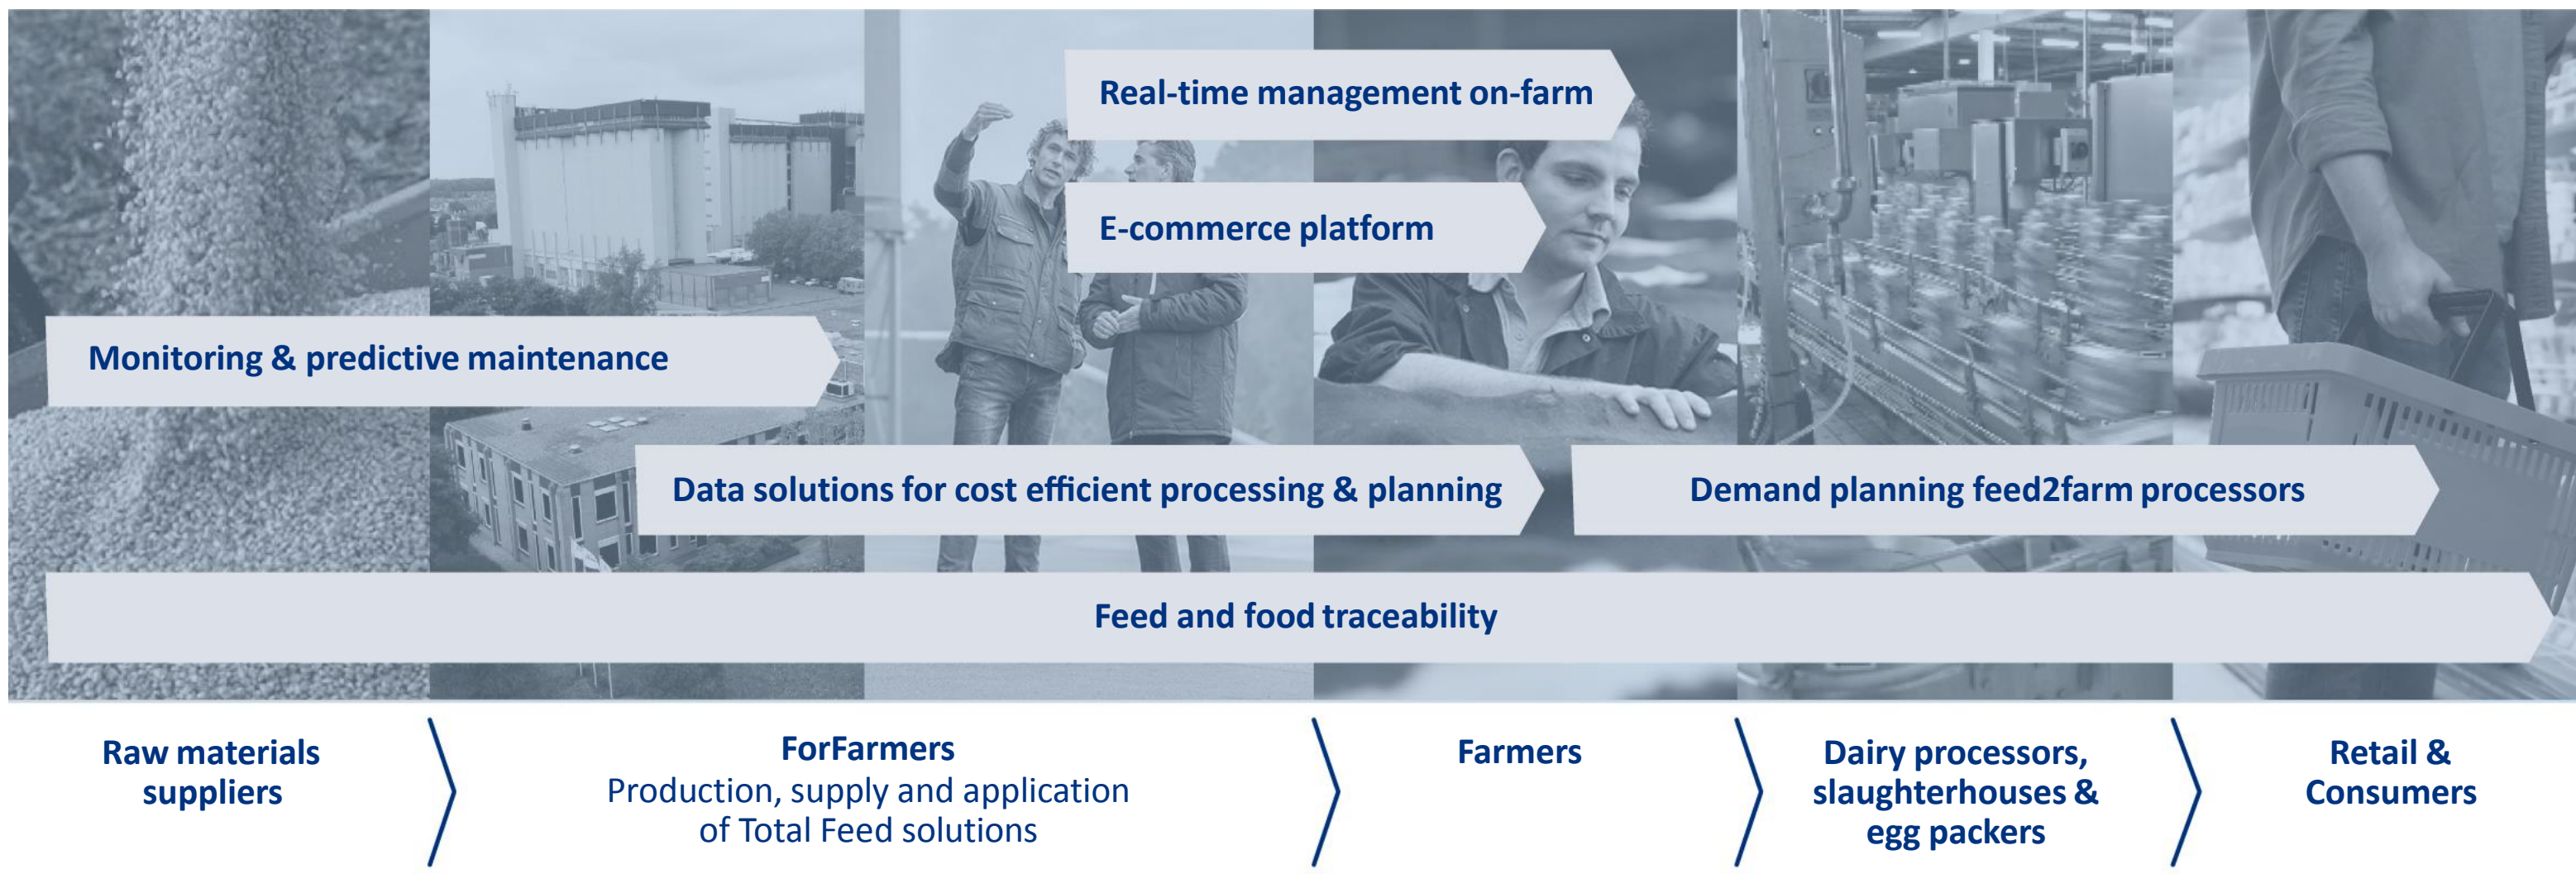 Real-time management on-farm
E-commerce platform
Monitoring & predictive maintenance
Data solutions for cost efficient processing & planning
Demand planning feed2farm processors
Feed and food traceability
Raw materials
suppliers
ForFarmers
Production, supply and application
of Total Feed solutions
Farmers
Dairy processors,
slaughterhouses &
egg packers
Retail &
Consumers